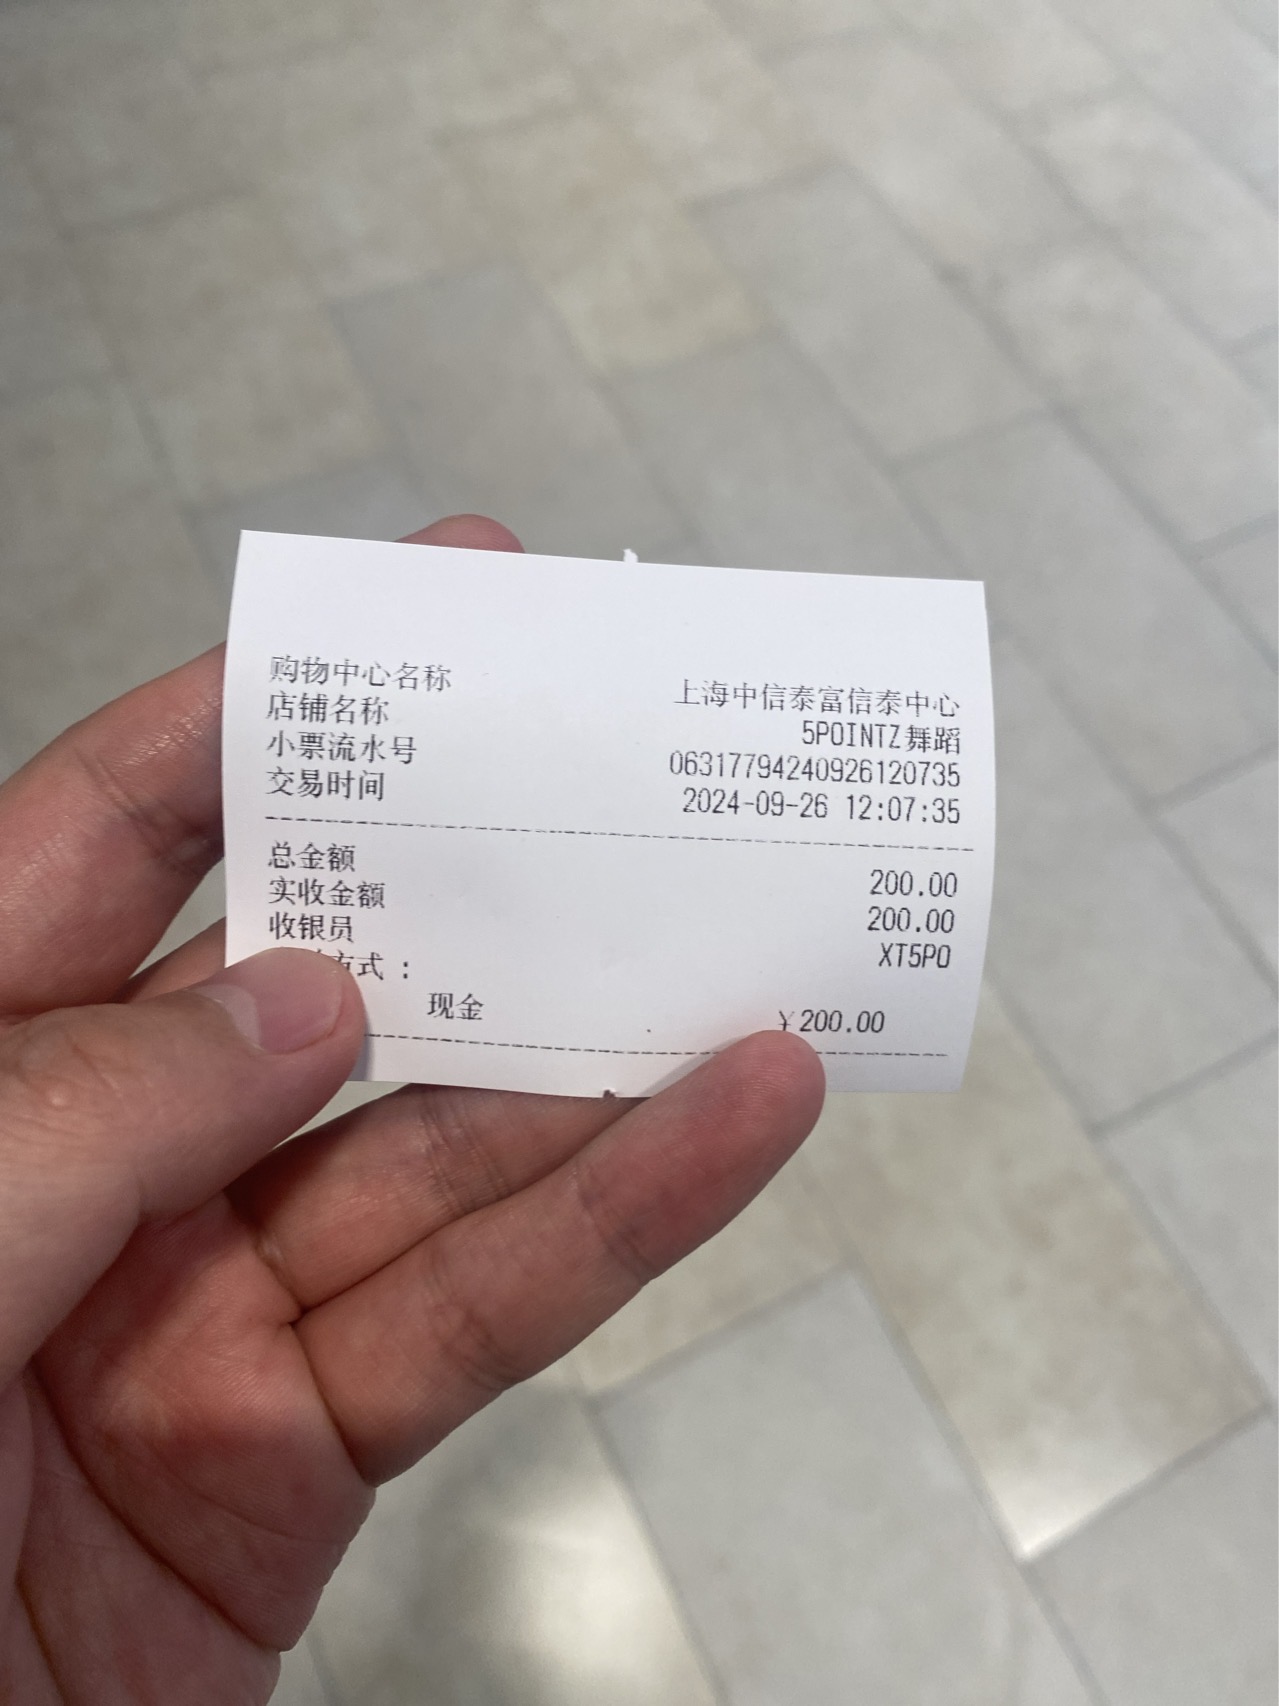 购物中心名称 上海中信泰富信泰中心
店铺名称 5POINTZ舞蹈
小票流水号 06317794240926120735
交易时间 2024-09-26 12:07:35
总金额 200.00
实收金额 200.00
收银员 XT5PO
方式：
现金 ¥200.00